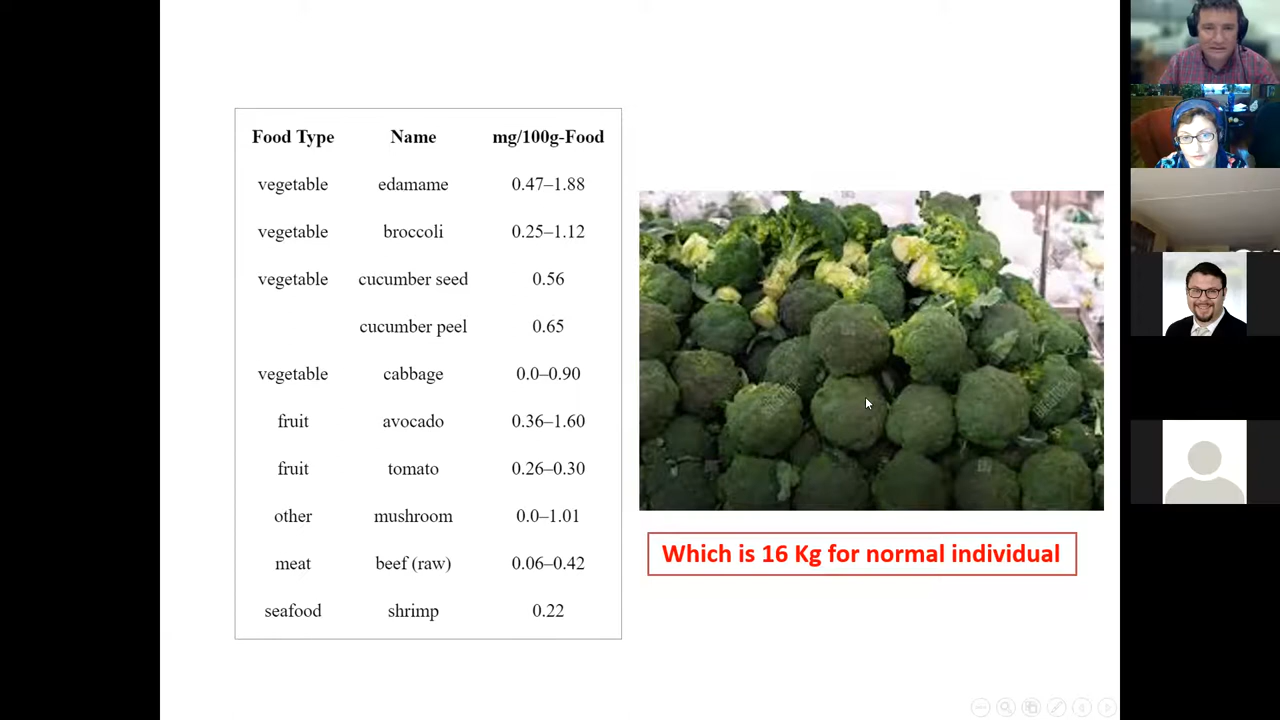 Food Type Name mg/100g-Food
vegetable edamame 0.47–1.88
vegetable broccoli 0.25–1.12
vegetable cucumber seed 0.56
cucumber peel 0.65
vegetable cabbage 0.0–0.90
fruit avocado 0.36–1.60
fruit tomato 0.26–0.30
other mushroom 0.0–1.01
meat beef (raw) 0.06–0.42
seafood shrimp 0.22
Which is 16 Kg for normal individual